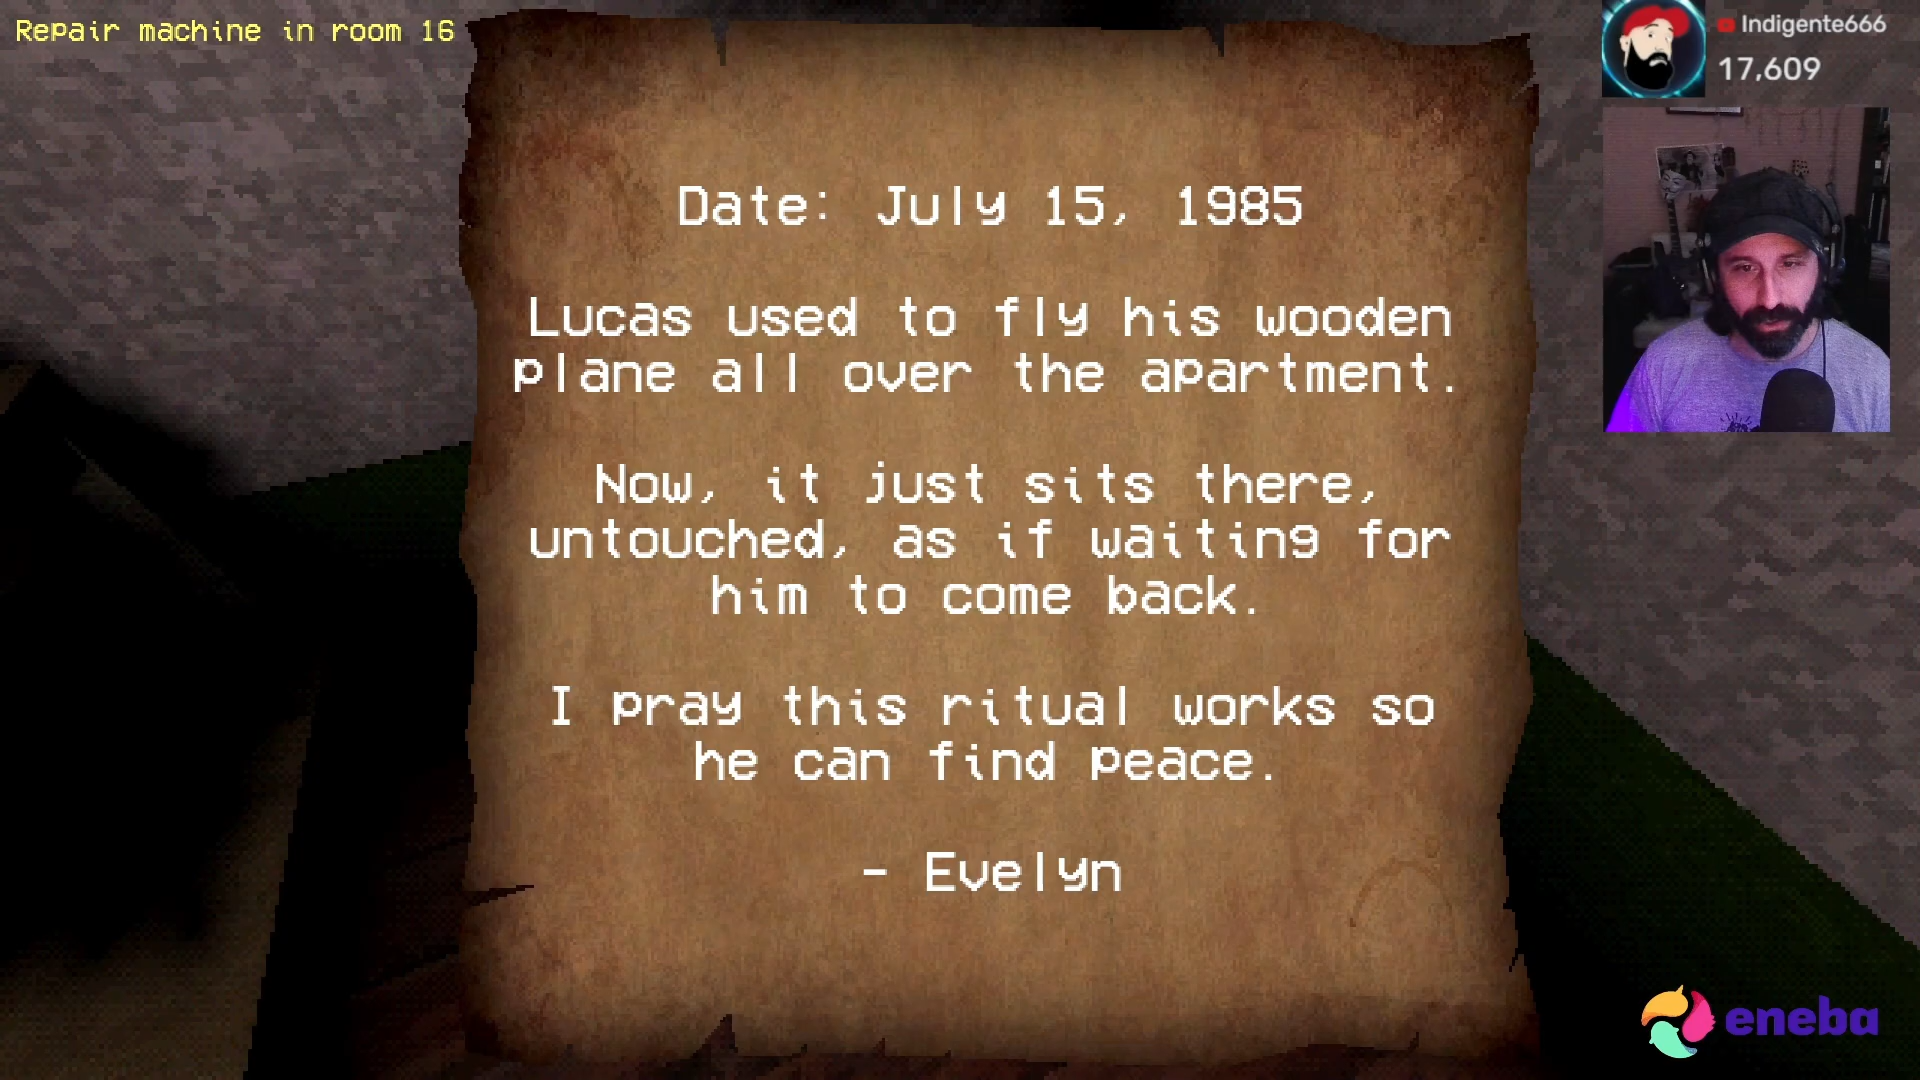 Repair machine in room 16
Indigente666
17,609
Date: July 15, 1985
Lucas used to fly his wooden
plane all over the apartment.
Now, it just sits there,
untouched, as if waiting for
him to come back.
I pray this ritual works so
he can find peace.
- Evelyn
eneba